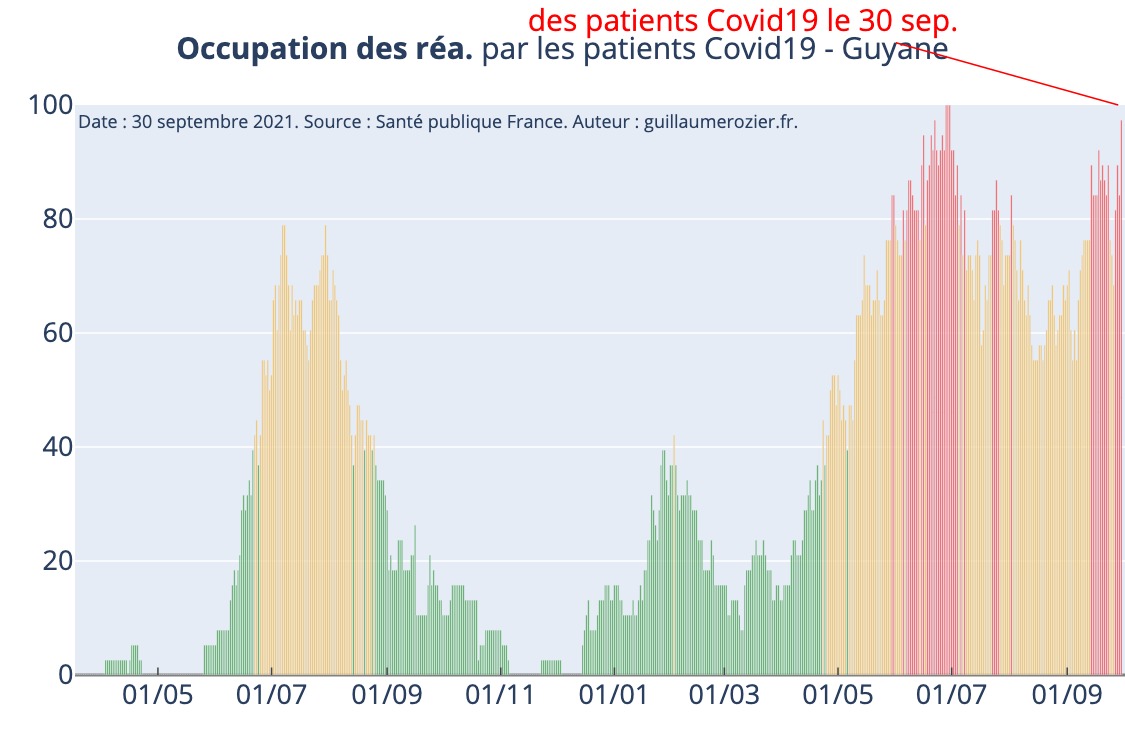 des patients Covid19 le 30 sep.
Occupation des réa. par les patients Covid19 - Guyane
100
Date : 30 septembre 2021. Source : Santé publique France. Auteur : guillaumerozier.fr.
80
60
40
20
0
01/05 01/07 01/09 01/11 01/01 01/03 01/05 01/07 01/09